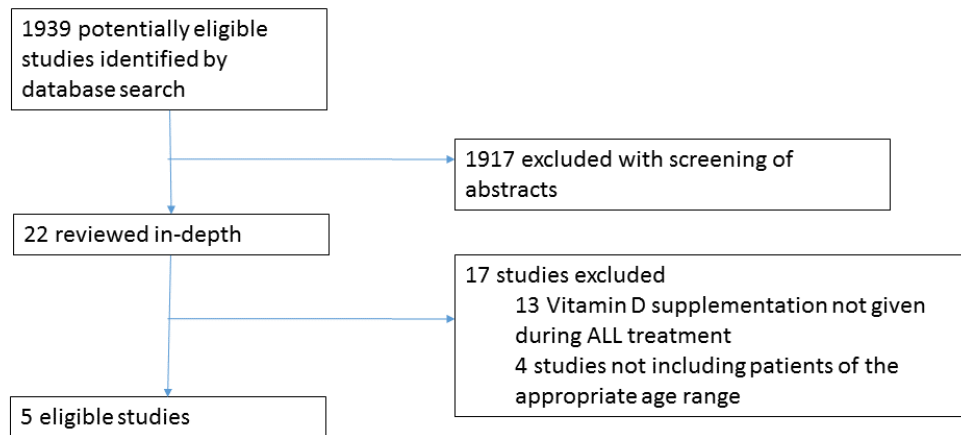 1939 potentially eligible
studies identified by
database search
1917 excluded with screening of
abstracts
22 reviewed in-depth
17 studies excluded
13 Vitamin D supplementation not given
during ALL treatment
4 studies not including patients of the
appropriate age range
5 eligible studies